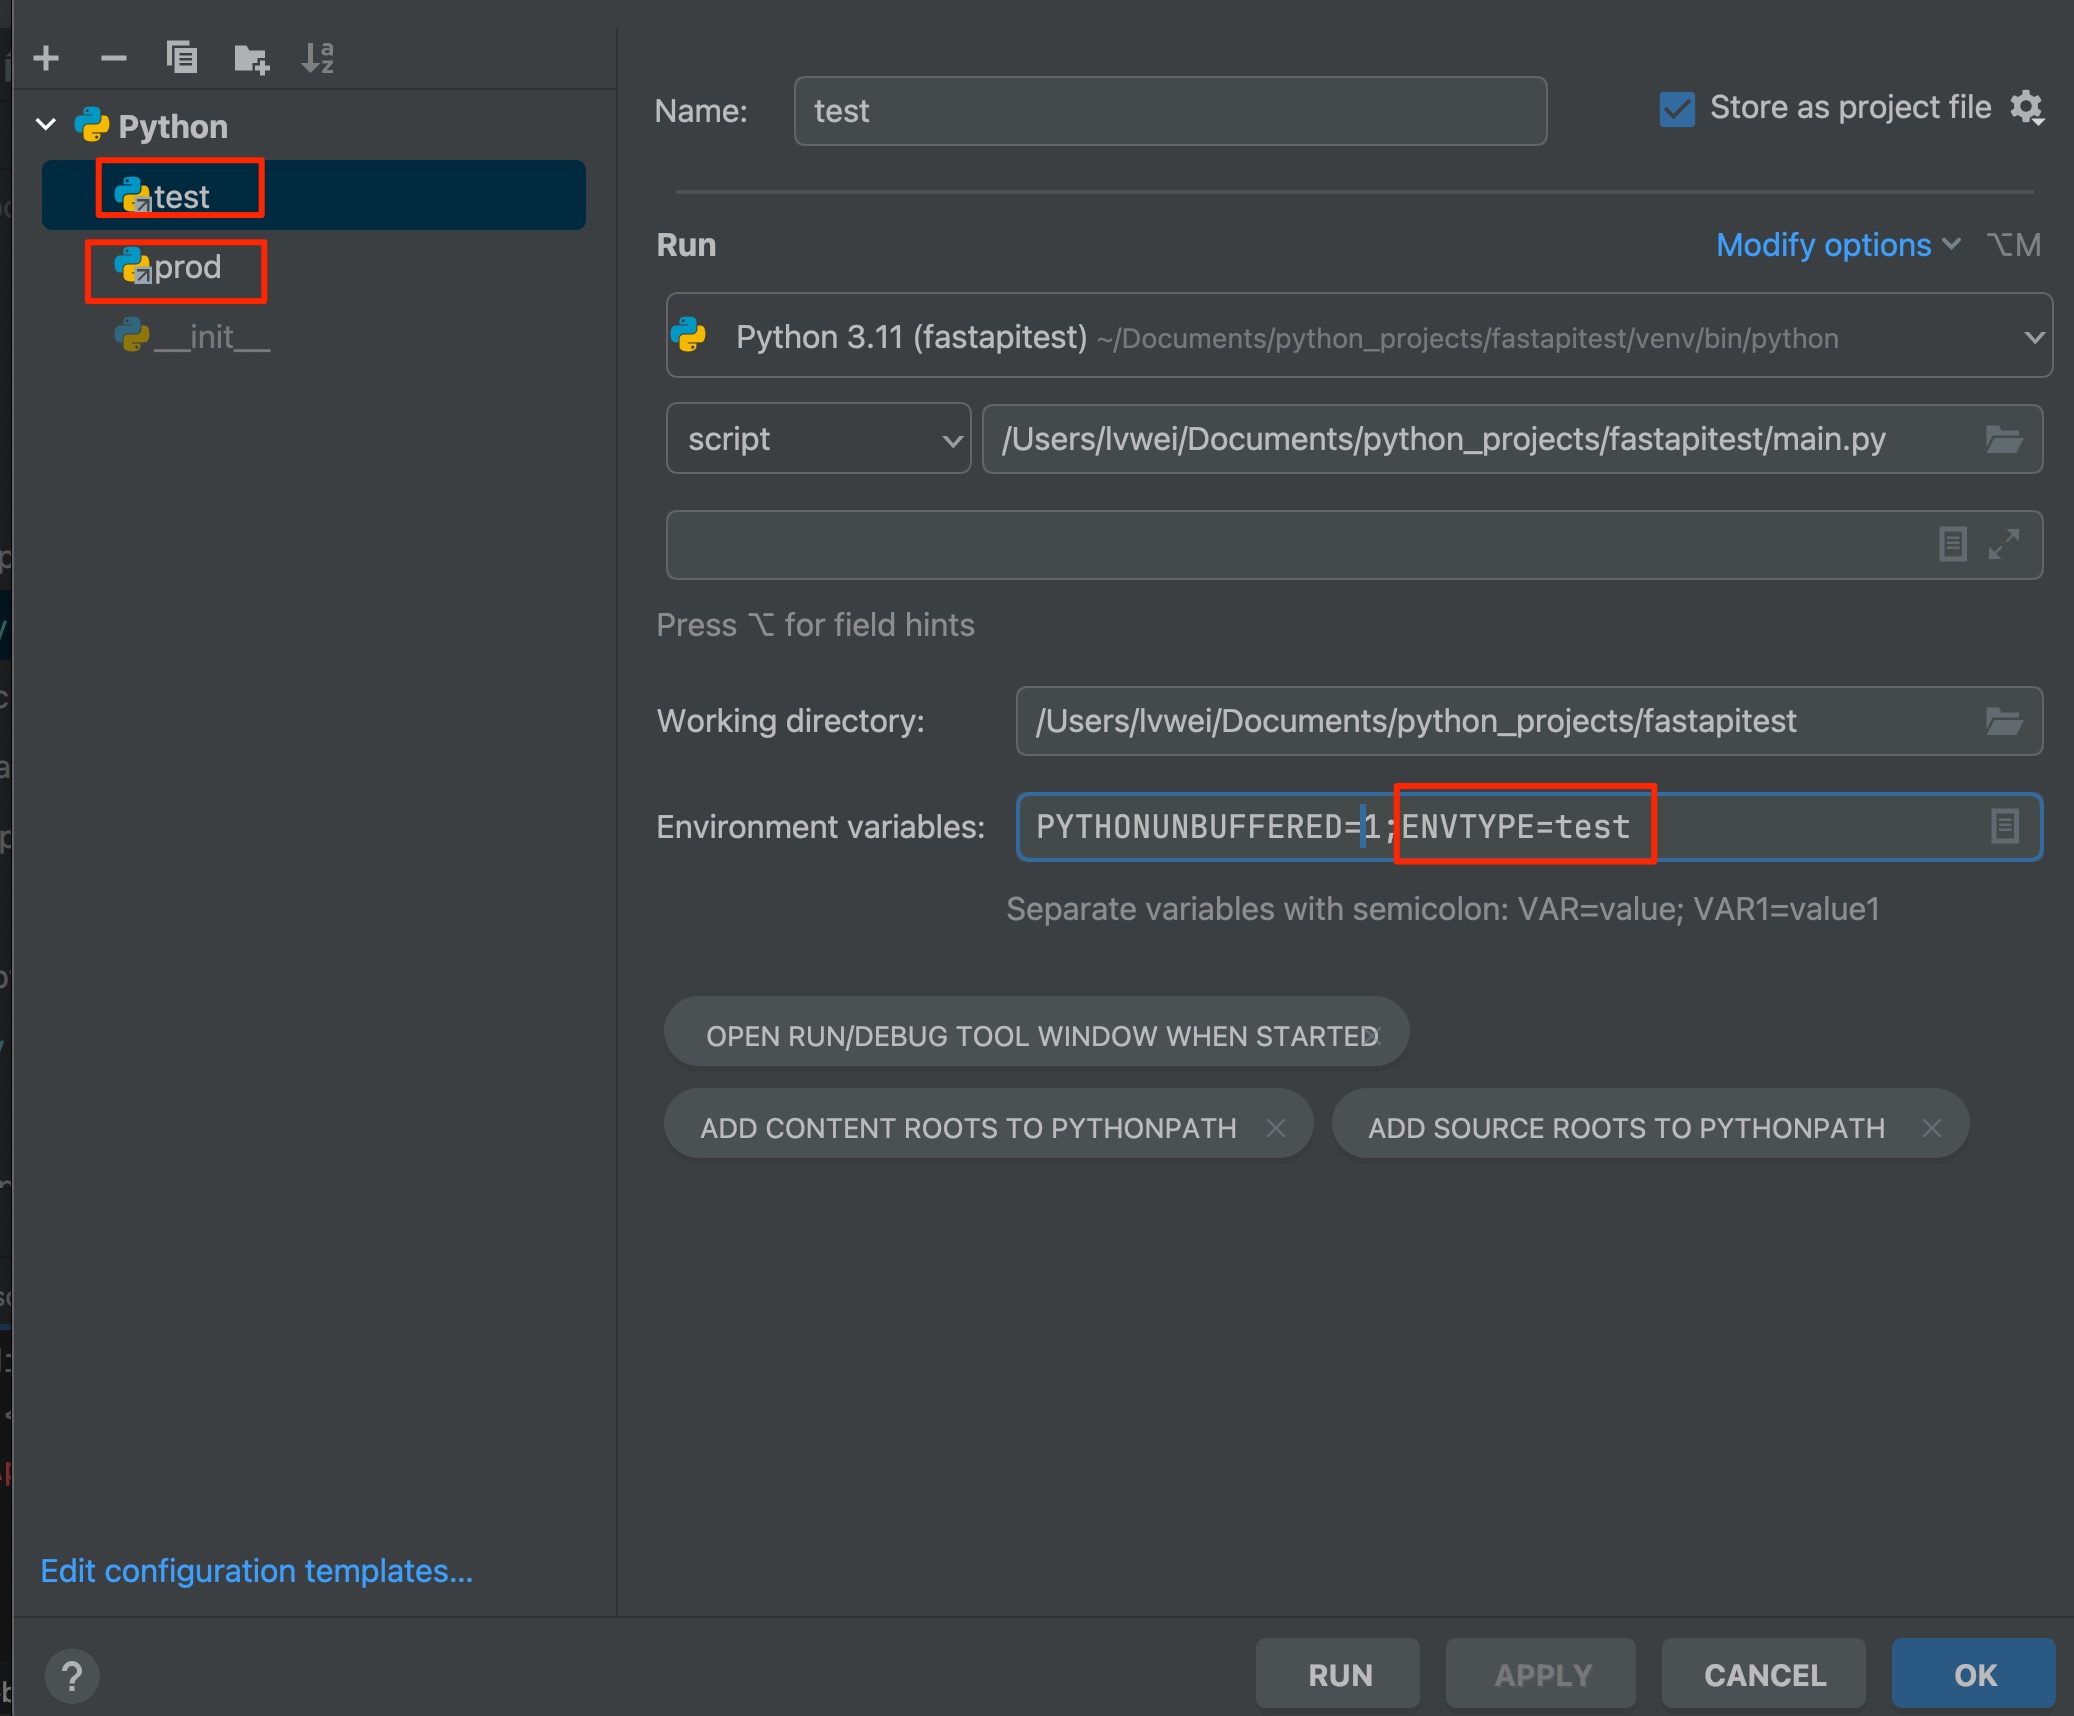 Name: test Store as project file
Python
test
prod
__init__
Run Modify options ⌥M
Python 3.11 (fastapitest) ~/Documents/python_projects/fastapitest/venv/bin/python
script /Users/lvwei/Documents/python_projects/fastapitest/main.py
Press ⌥ for field hints
Working directory: /Users/lvwei/Documents/python_projects/fastapitest
Environment variables: PYTHONUNBUFFERED=1;ENVTYPE=test
Separate variables with semicolon: VAR=value; VAR1=value1
OPEN RUN/DEBUG TOOL WINDOW WHEN STARTED
ADD CONTENT ROOTS TO PYTHONPATH × ADD SOURCE ROOTS TO PYTHONPATH ×
Edit configuration templates...
? RUN APPLY CANCEL OK